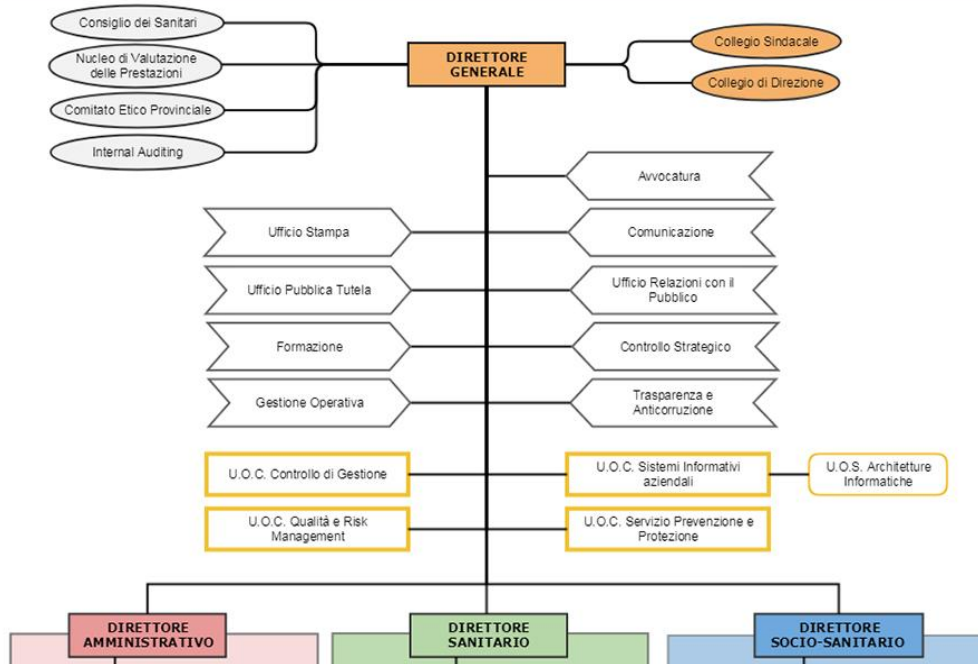 Consiglio dei Sanitari
Nucleo di Valutazione
delle Prestazioni
Comitato Etico Provinciale
Internal Auditing
DIRETTORE
GENERALE
Collegio Sindacale
Collegio di Direzione
Avvocatura
Ufficio Stampa
Comunicazione
Ufficio Pubblica Tutela
Ufficio Relazioni con il
Pubblico
Formazione
Controllo Strategico
Gestione Operativa
Trasparenza e
Anticorruzione
U.O.C. Controllo di Gestione
U.O.C. Sistemi Informativi
aziendali
U.O.S. Architetture
Informatiche
U.O.C. Qualità e Risk
Management
U.O.C. Servizio Prevenzione e
Protezione
DIRETTORE
AMMINISTRATIVO
DIRETTORE
SANITARIO
DIRETTORE
SOCIO-SANITARIO